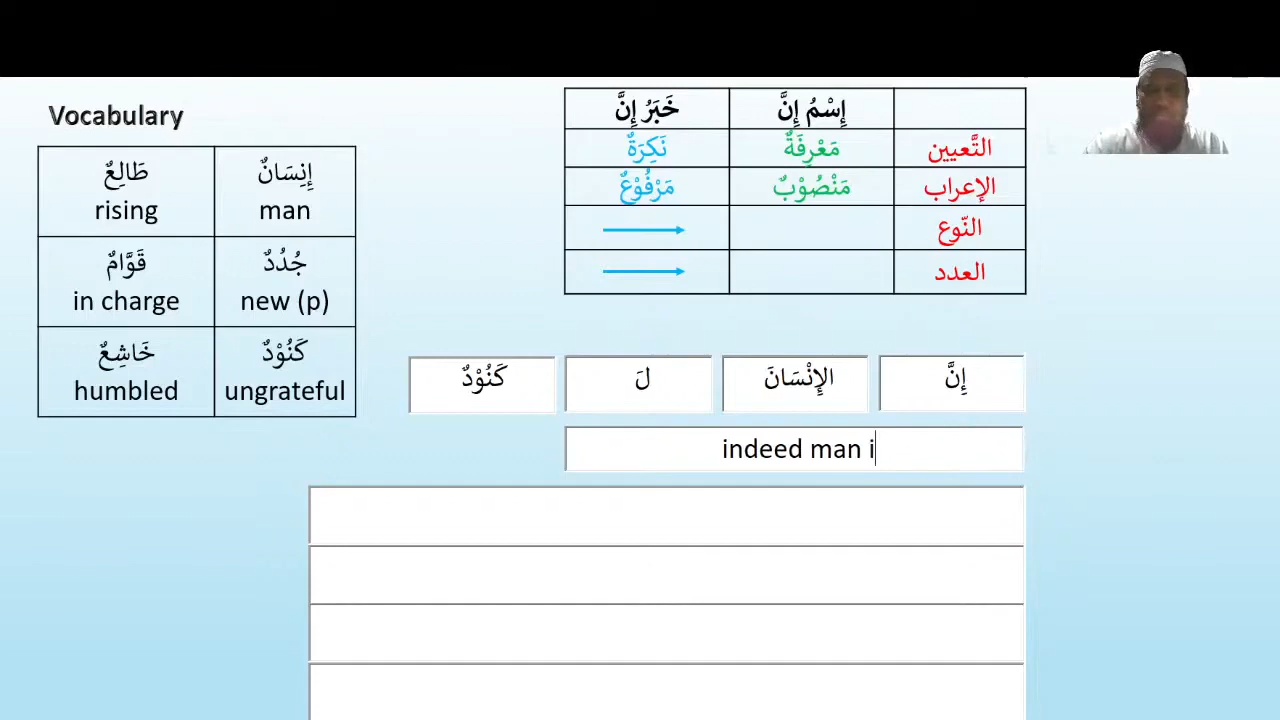 Vocabulary
طَالِعٌ إِنِسَانٌ
rising man
قَوَّامٌ جُدُدٌ
in charge new (p)
خَاشِعٌ كَنُوْدٌ
humbled ungrateful
إِسْمُ إِنَّ خَبَرُ إِنَّ
التَّعيين مَعْرِفَةٌ نَكِرَةٌ
الإعراب مَنْصُوْبٌ مَرْفُوْعٌ
النّوع
العدد
إِنَّ الإِنْسَانَ لَ كَنُوْدٌ
indeed man i